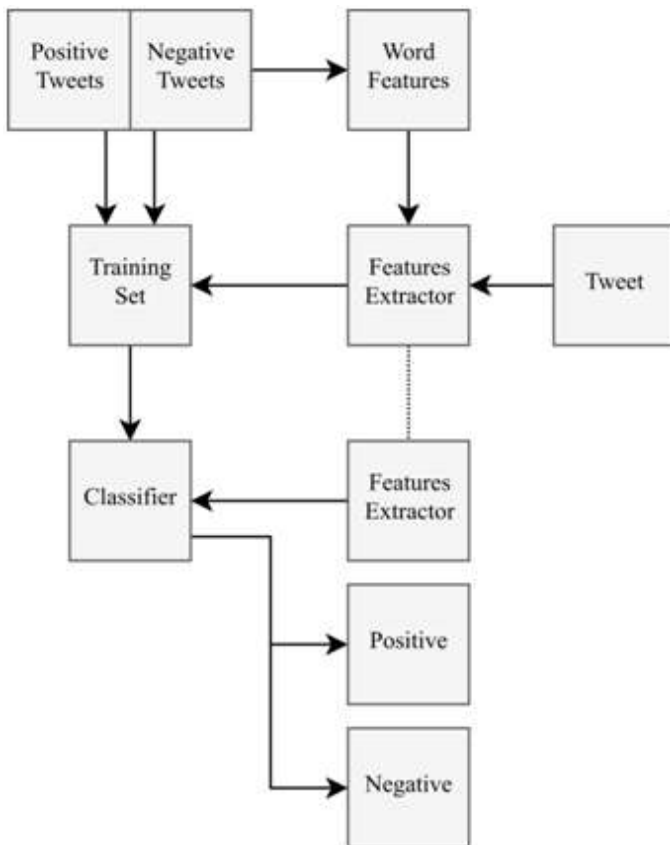 Positive
Tweets
Negative
Tweets
Word
Features
Training
Set
Features
Extractor
Tweet
Classifier
Features
Extractor
Positive
Negative